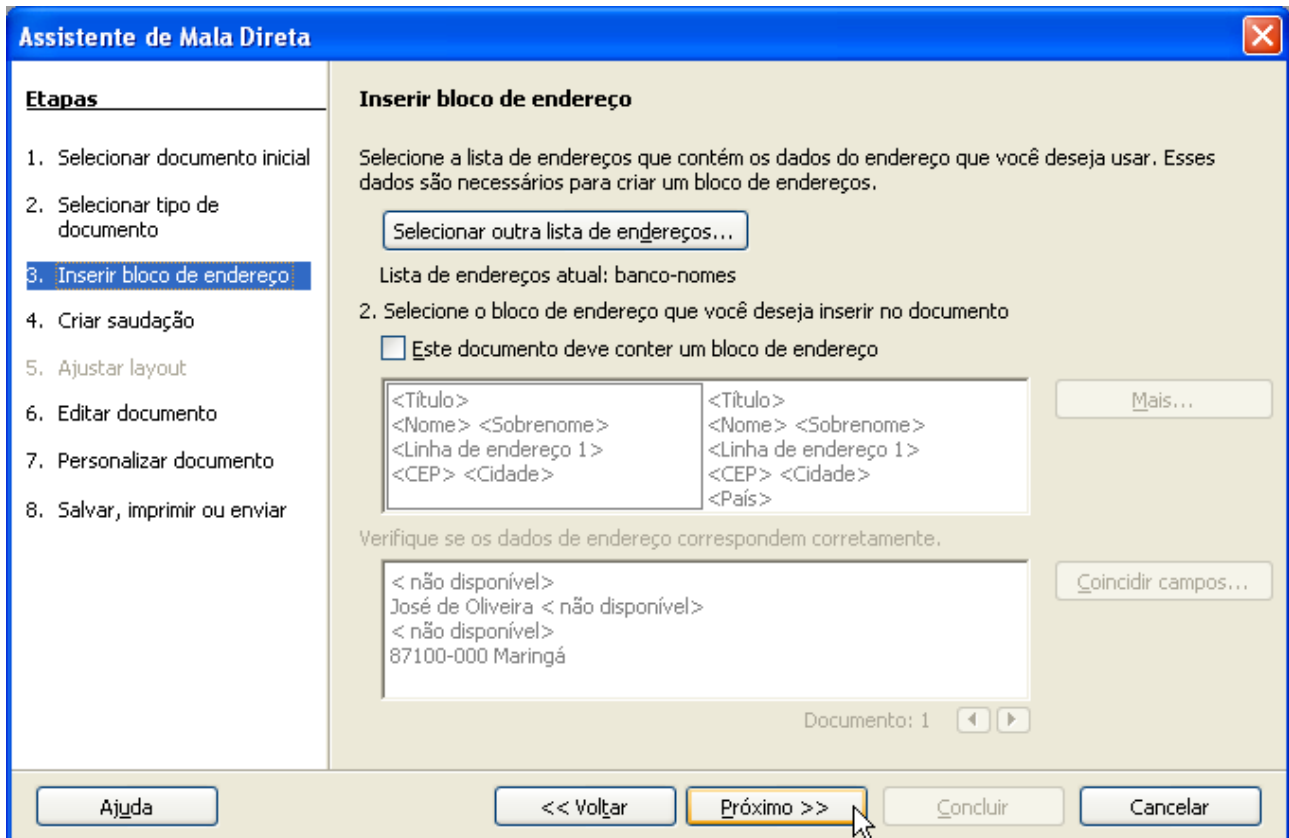 Assistente de Mala Direta
Etapas
1. Selecionar documento inicial
2. Selecionar tipo de
documento
3. Inserir bloco de endereço
4. Criar saudação
5. Ajustar layout
6. Editar documento
7. Personalizar documento
8. Salvar, imprimir ou enviar
Inserir bloco de endereço
Selecione a lista de endereços que contém os dados do endereço que você deseja usar. Esses
dados são necessários para criar um bloco de endereços.
Selecionar outra lista de endereços...
Lista de endereços atual: banco-nomes
2. Selecione o bloco de endereço que você deseja inserir no documento
Este documento deve conter um bloco de endereço
<Título>
<Nome> <Sobrenome>
<Linha de endereço 1>
<CEP> <Cidade>
<Título>
<Nome> <Sobrenome>
<Linha de endereço 1>
<CEP> <Cidade>
<País>
Mais...
Verifique se os dados de endereço correspondem corretamente.
< não disponível>
José de Oliveira < não disponível>
< não disponível>
87100-000 Maringá
Coincidir campos...
Documento: 1
Ajuda
<< Voltar
Próximo >>
Concluir
Cancelar